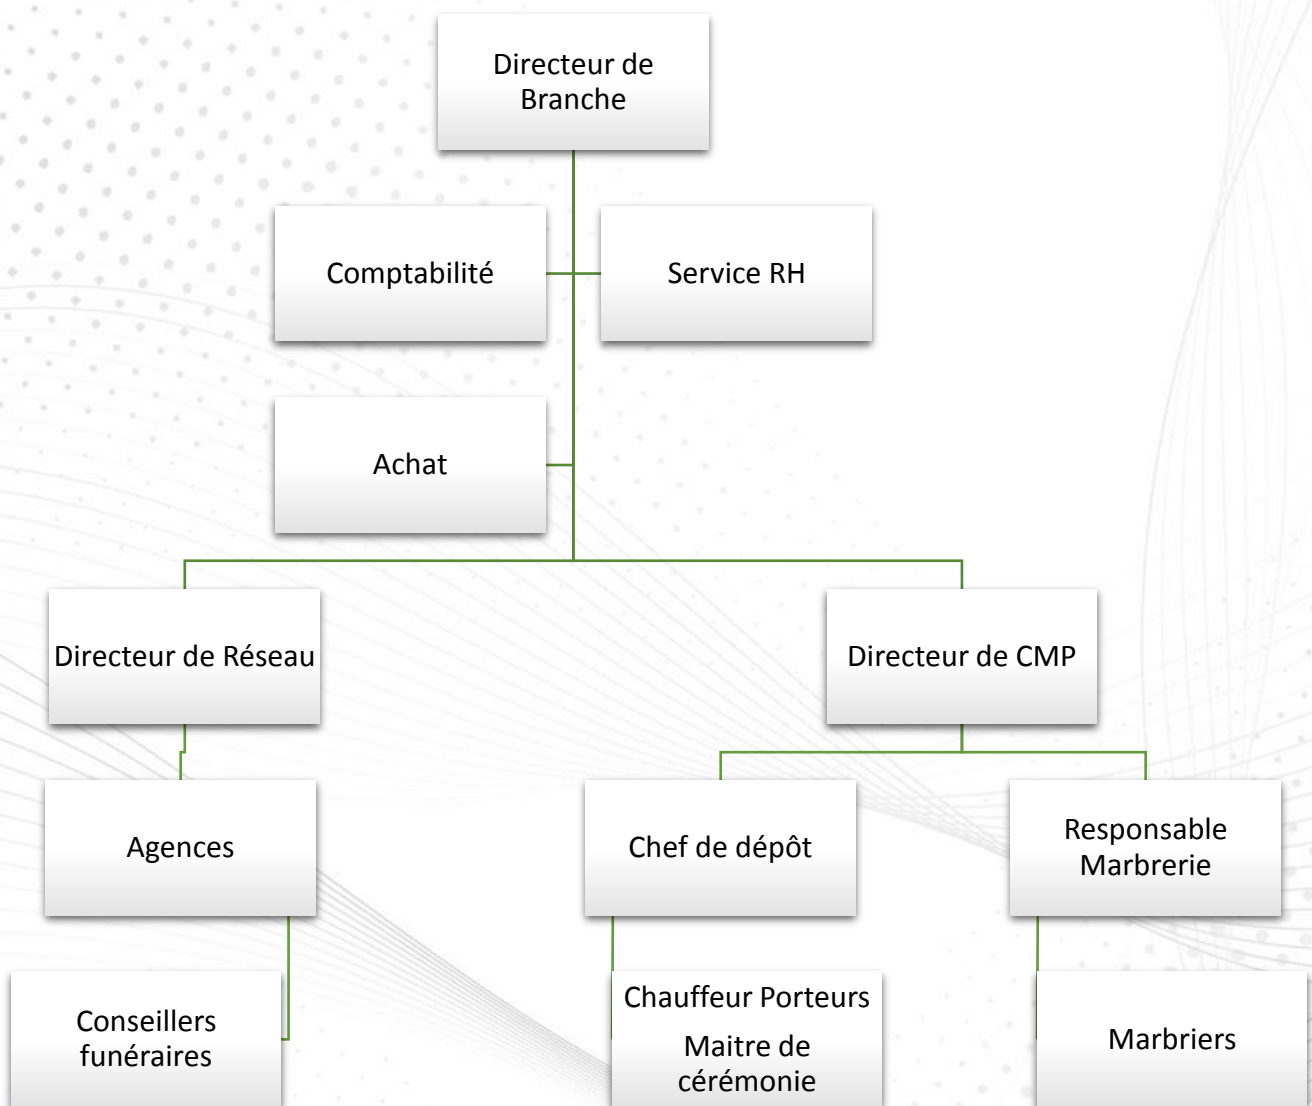 Directeur de
Branche
Comptabilité
Service RH
Achat
Directeur de Réseau
Directeur de CMP
Agences
Chef de dépôt
Responsable
Marbrerie
Conseillers
funéraires
Chauffeur Porteurs
Maitre de
cérémonie
Marbriers